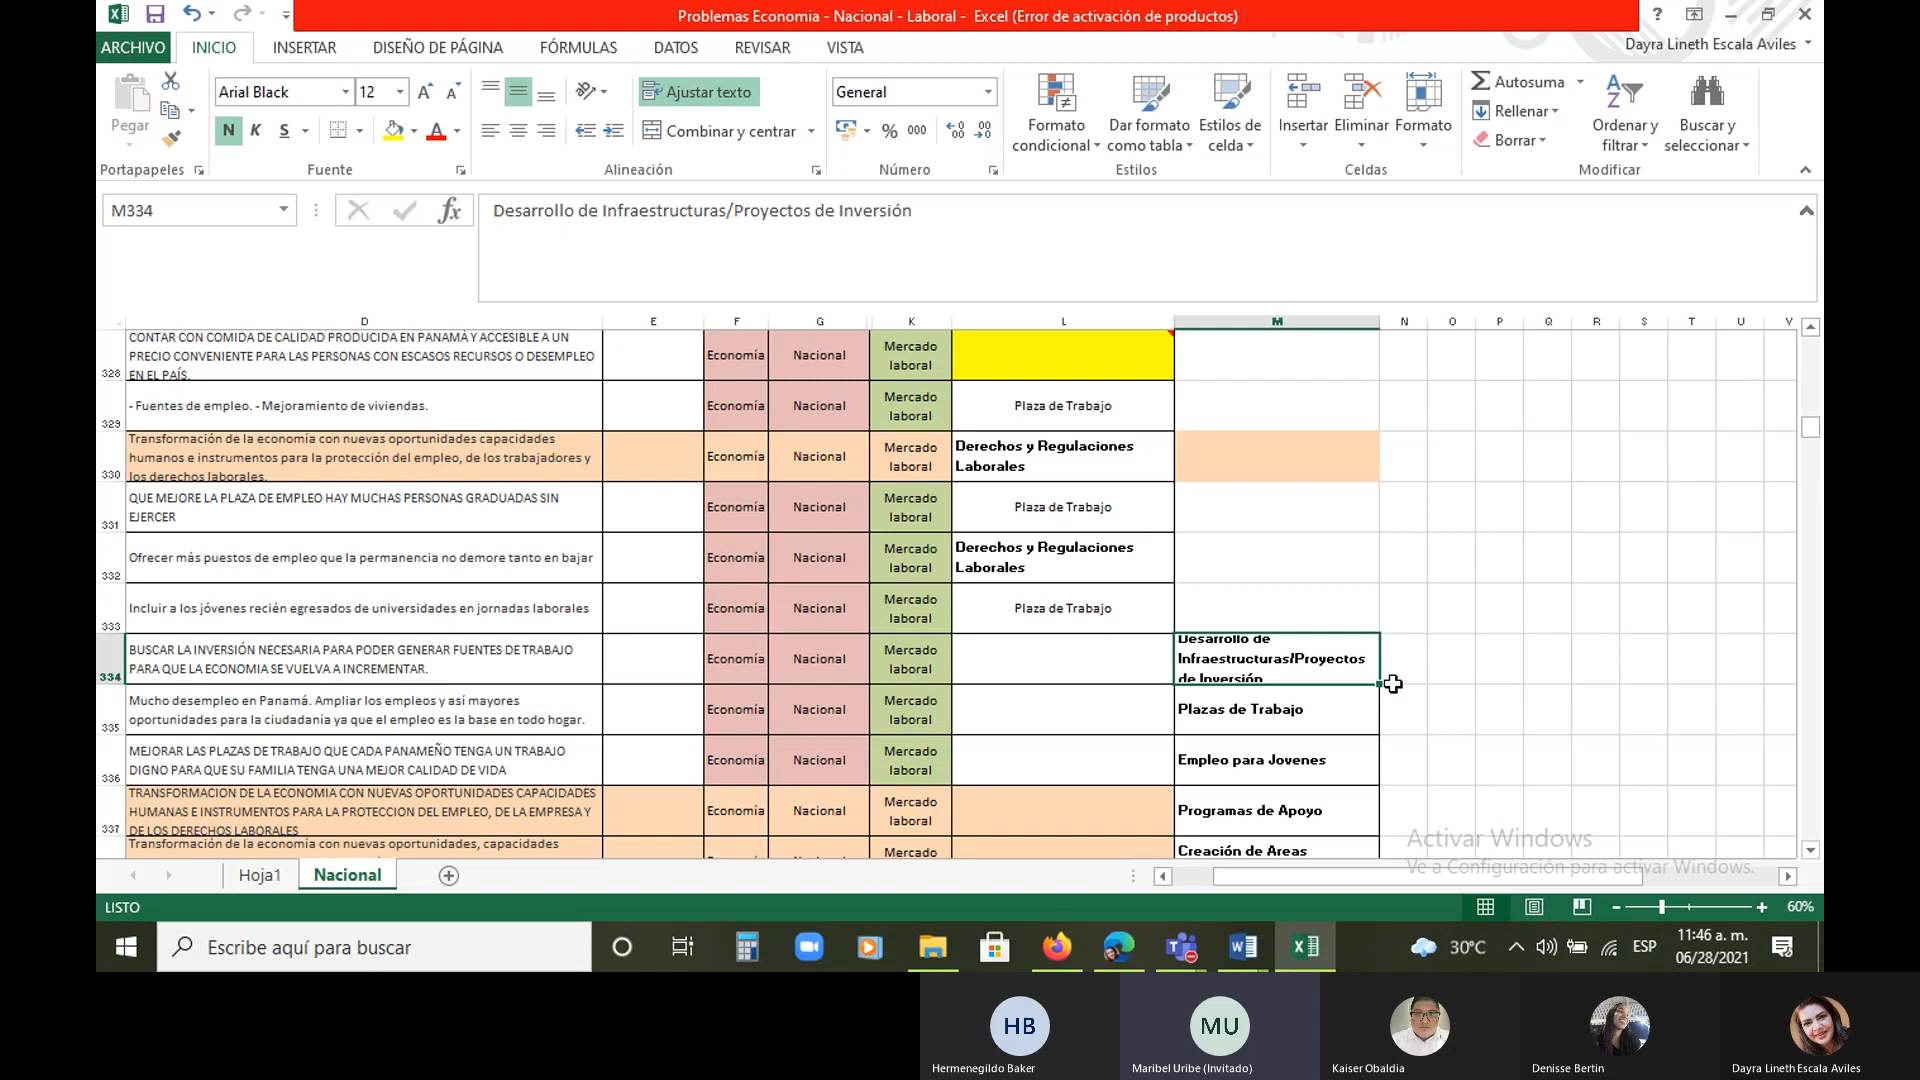 Problemas Economia - Nacional - Laboral - Excel (Error de activación de productos)
?
ARCHIVO INICIO INSERTAR DISEÑO DE PÁGINA FÓRMULAS DATOS REVISAR VISTA
Dayra Lineth Escala Aviles
Pegar
Arial Black 12
N K S
Ajustar texto
Combinar y centrar
General
% 000
Formato condicional
Dar formato como tabla
Estilos de celda
Insertar Eliminar Formato
Autosuma
Rellenar
Borrar
Ordenar y filtrar
Buscar y seleccionar
Portapapeles Fuente Alineación Número Estilos Celdas Modificar
M334
fx
Desarrollo de Infraestructuras/Proyectos de Inversión
D E F G K L M N O P Q R S T U V
328
CONTAR CON COMIDA DE CALIDAD PRODUCIDA EN PANAMÁ Y ACCESIBLE A UN
PRECIO CONVENIENTE PARA LAS PERSONAS CON ESCASOS RECURSOS O DESEMPLEO
EN EL PAÍS.
Economía Nacional Mercado laboral
329
- Fuentes de empleo. - Mejoramiento de viviendas.
Economía Nacional Mercado laboral Plaza de Trabajo
330
Transformación de la economía con nuevas oportunidades capacidades
humanos e instrumentos para la protección del empleo, de los trabajadores y
los derechos laborales.
Economía Nacional Mercado laboral Derechos y Regulaciones Laborales
331
QUE MEJORE LA PLAZA DE EMPLEO HAY MUCHAS PERSONAS GRADUADAS SIN
EJERCER
Economía Nacional Mercado laboral Plaza de Trabajo
332
Ofrecer más puestos de empleo que la permanencia no demore tanto en bajar
Economía Nacional Mercado laboral Derechos y Regulaciones Laborales
333
Incluir a los jóvenes recién egresados de universidades en jornadas laborales
Economía Nacional Mercado laboral Plaza de Trabajo
334
BUSCAR LA INVERSIÓN NECESARIA PARA PODER GENERAR FUENTES DE TRABAJO
PARA QUE LA ECONOMIA SE VUELVA A INCREMENTAR.
Economía Nacional Mercado laboral
Desarrollo de
Infraestructuras/Proyectos
de Inversión
335
Mucho desempleo en Panamá. Ampliar los empleos y así mayores
oportunidades para la ciudadanía ya que el empleo es la base en todo hogar.
Economía Nacional Mercado laboral Plazas de Trabajo
336
MEJORAR LAS PLAZAS DE TRABAJO QUE CADA PANAMEÑO TENGA UN TRABAJO
DIGNO PARA QUE SU FAMILIA TENGA UNA MEJOR CALIDAD DE VIDA
Economía Nacional Mercado laboral Empleo para Jovenes
337
TRANSFORMACION DE LA ECONOMIA CON NUEVAS OPORTUNIDADES CAPACIDADES
HUMANAS E INSTRUMENTOS PARA LA PROTECCION DEL EMPLEO, DE LA EMPRESA Y
DE LOS DERECHOS LABORALES
Economía Nacional Mercado laboral Programas de Apoyo
Transformación de la economía con nuevas oportunidades, capacidades
Mercado Creación de Areas
Activar Windows
Ve a Configuración para activar Windows.
Hoja1 Nacional
LISTO
60%
Escribe aquí para buscar
30°C
ESP
11:46 a. m.
06/28/2021
HB
MU
Hermenegildo Baker
Maribel Uribe (Invitado)
Kaiser Obaldia
Denisse Bertin
Dayra Lineth Escala Aviles